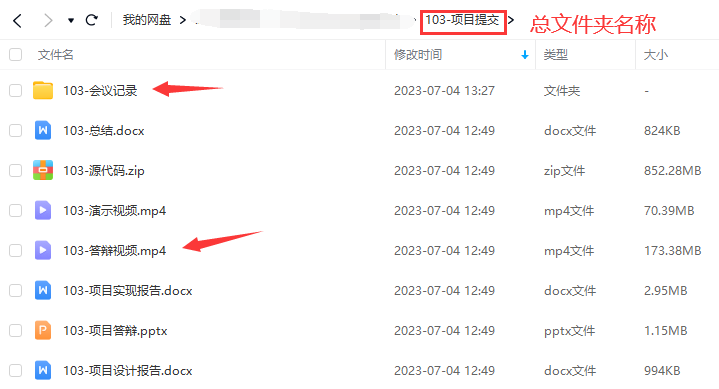 我的网盘 103-项目提交 总文件夹名称
文件名 修改时间 类型 大小
103-会议记录 2023-07-04 13:27 文件夹 -
103-总结.docx 2023-07-04 12:49 docx文件 824KB
103-源代码.zip 2023-07-04 12:49 zip文件 852.28MB
103-演示视频.mp4 2023-07-04 12:49 mp4文件 70.39MB
103-答辩视频.mp4 2023-07-04 12:49 mp4文件 173.38MB
103-项目实现报告.docx 2023-07-04 12:49 docx文件 2.95MB
103-项目答辩.pptx 2023-07-04 12:49 pptx文件 1.15MB
103-项目设计报告.docx 2023-07-04 12:49 docx文件 994KB